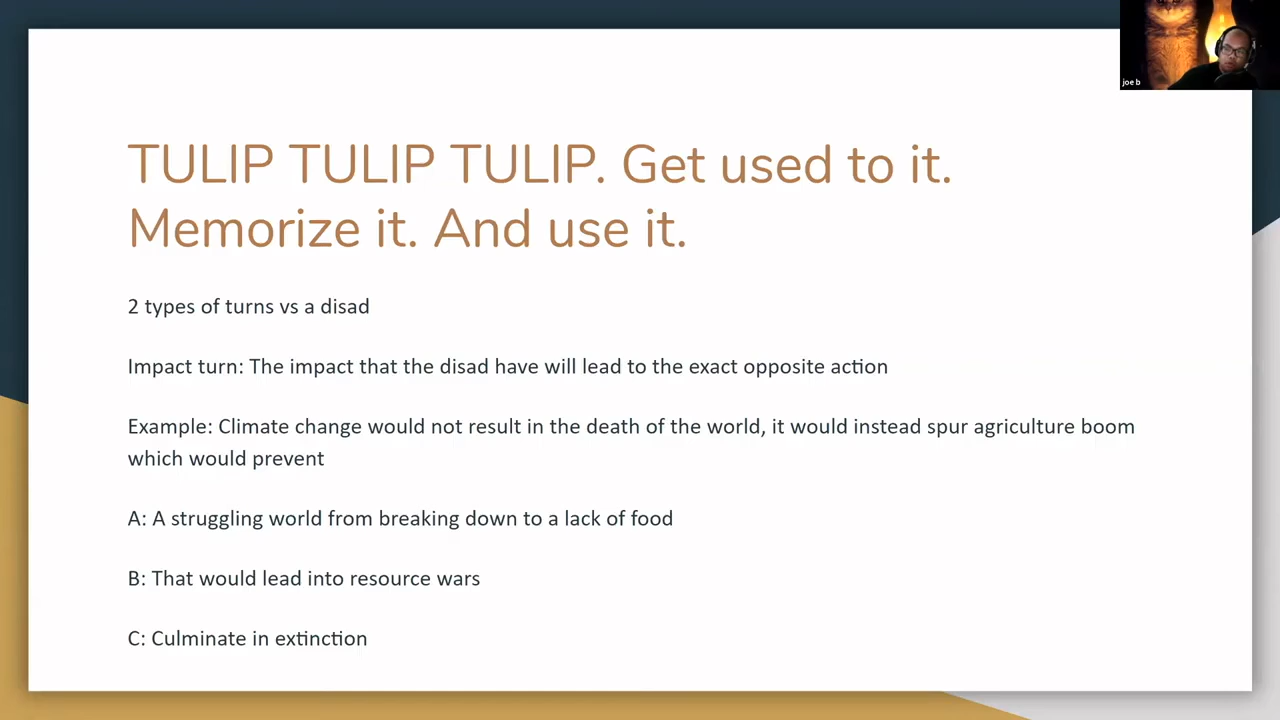 joe b
TULIP TULIP TULIP. Get used to it.
Memorize it. And use it.
2 types of turns vs a disad
Impact turn: The impact that the disad have will lead to the exact opposite action
Example: Climate change would not result in the death of the world, it would instead spur agriculture boom
which would prevent
A: A struggling world from breaking down to a lack of food
B: That would lead into resource wars
C: Culminate in extinction